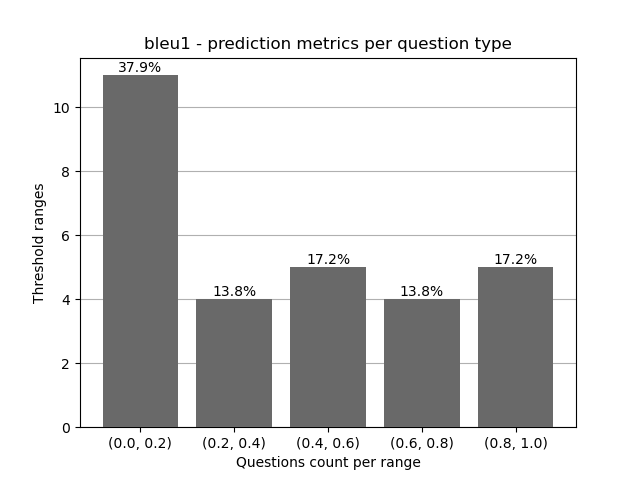 bleu1 - prediction metrics per question type
37.9%
13.8%
17.2%
13.8%
17.2%
10
8
6
4
2
0
Threshold ranges
(0.0, 0.2) (0.2, 0.4) (0.4, 0.6) (0.6, 0.8) (0.8, 1.0)
Questions count per range